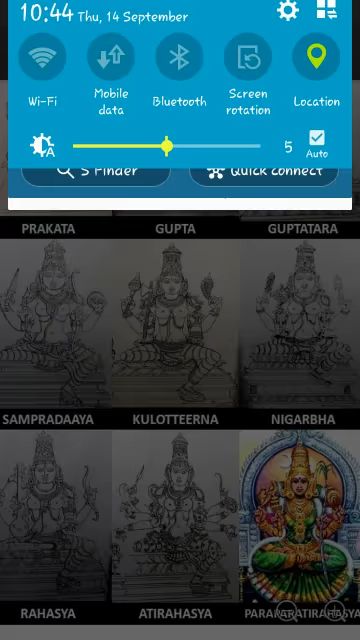 10:44 Thu, 14 September
Wi-Fi
Mobile
data
Bluetooth
Screen
rotation
Location
A
5
Auto
S Finder
Quick connect
PRAKATA
GUPTA
GUPTATARA
SAMPRADAAYA
KULOTTEERNA
NIGARBHA
RAHASYA
ATIRAHASYA
PARAPARATIRAHASYA